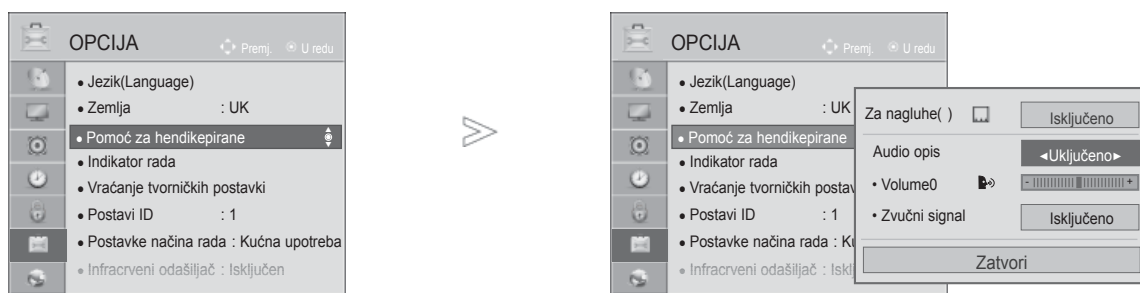 OPCIJA
Premj. U redu
• Jezik(Language)
• Zemlja : UK
• Pomoć za hendikepirane
• Indikator rada
• Vraćanje tvorničkih postavki
• Postavi ID : 1
• Postavke načina rada : Kućna upotreba
• Infracrveni odašiljač : Isključen
OPCIJA
Premj. U redu
• Jezik(Language)
• Zemlja : UK
• Pomoć za hendikepirane
• Indikator rada
• Vraćanje tvorničkih postav
• Postavi ID : 1
• Postavke načina rada : Ku
• Infracrveni odašiljač : Iskl
Za nagluhe( ) Isključeno
Audio opis ◄Uključeno►
• Volume0 - +
• Zvučni signal Isključeno
Zatvori